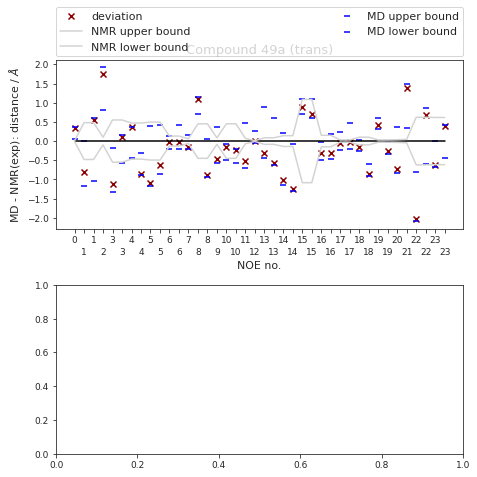 deviation
NMR upper bound
NMR lower bound
MD upper bound
MD lower bound
Compound 49a (trans)
MD - NMR(exp): distance / Å
2.0
1.5
1.0
0.5
0.0
−0.5
−1.0
−1.5
−2.0
0 1 3 4 5 6 7 8 10 11 12 13 14 15 16 17 18 19 20 22 23
1 2 3 4 5 6 7 8 9 10 12 13 14 15 16 17 18 19 21 22 23
NOE no.
1.0
0.8
0.6
0.4
0.2
0.0
0.0 0.2 0.4 0.6 0.8 1.0